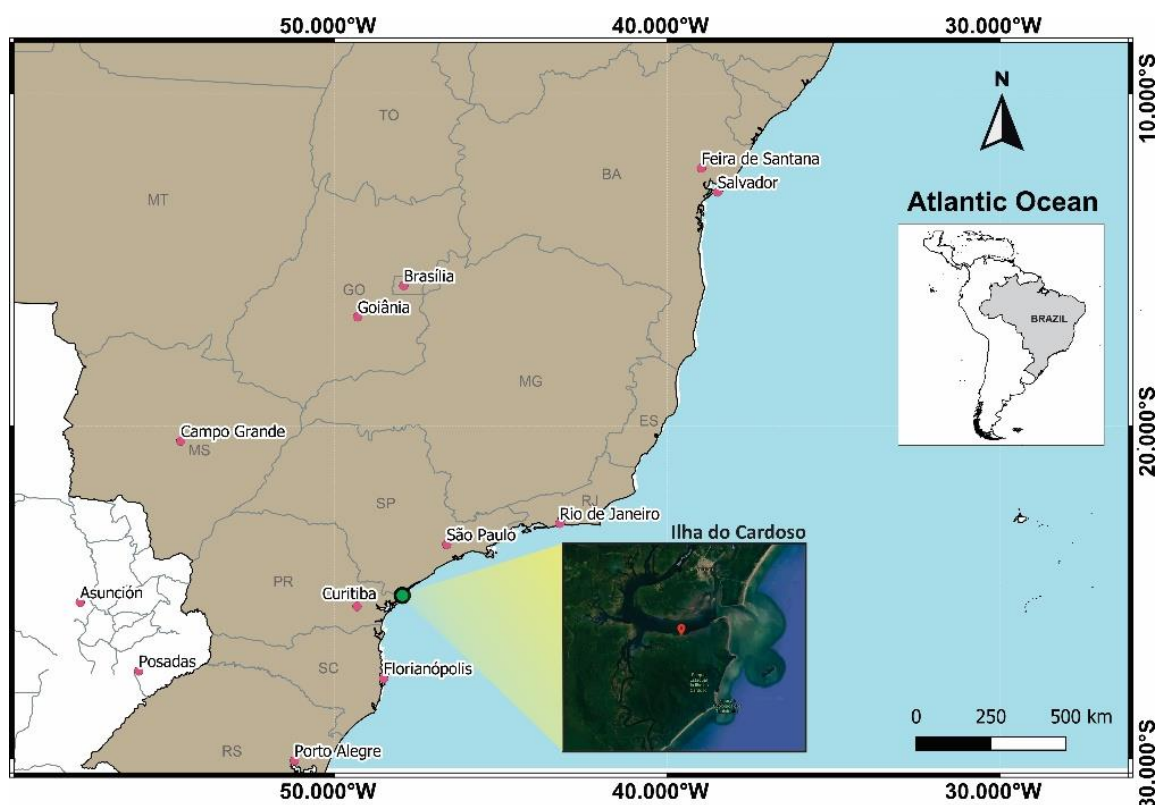 50.000°W
40.000°W
30.000°W
10.000°S
N
TO
Feira de Santana
BA
Salvador
MT
Atlantic Ocean
Brasília
GO
Goiânia
BRAZIL
MG
Campo Grande
MS
ES
20.000°S
SP
RJ
Rio de Janeiro
São Paulo
Ilha do Cardoso
PR
Asunción
Curitiba
Posadas
SC
Florianópolis
0
250
500 km
RS
Porto Alegre
30.000°S
50.000°W
40.000°W
30.000°W